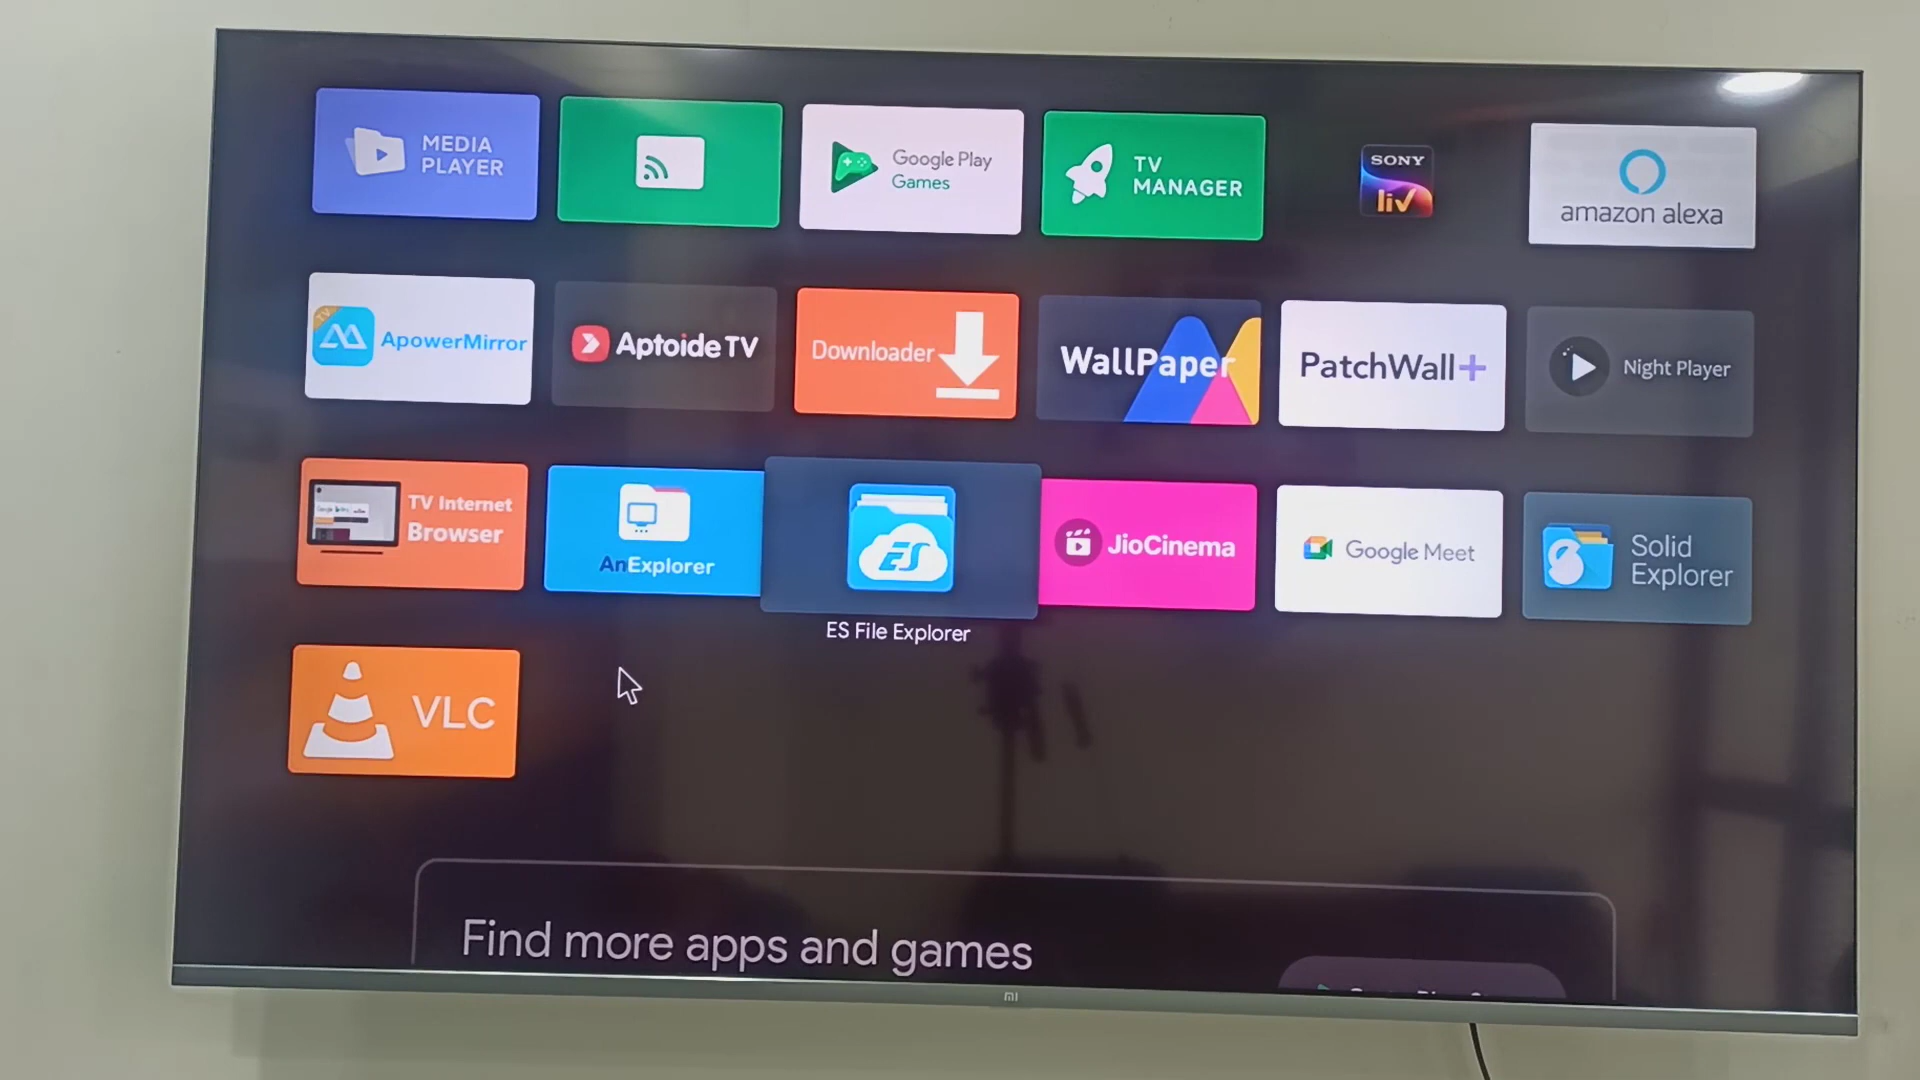 MEDIA
PLAYER
Google Play
Games
TV
MANAGER
SONY
liv
amazon alexa
TV
ApowerMirror
Aptoide TV
Downloader
WallPaper
PatchWall+
Night Player
TV Internet
Browser
AnExplorer
ES
ES File Explorer
JioCinema
Google Meet
Solid
Explorer
VLC
Find more apps and games
mi